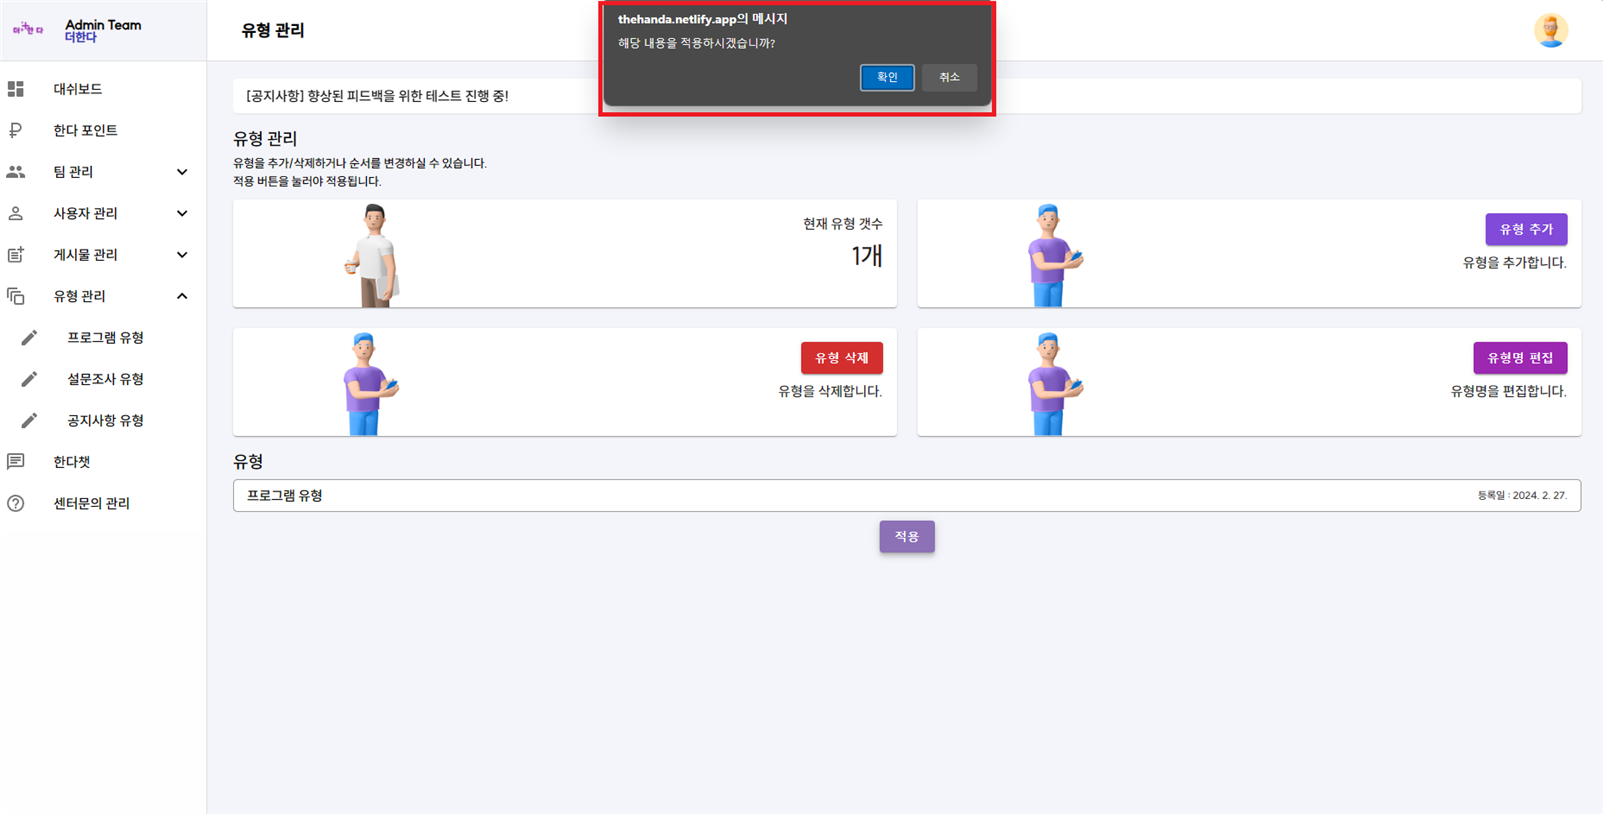 더한다
Admin Team
더한다
유형 관리
thehanda.netlify.app의 메시지
해당 내용을 적용하시겠습니까?
확인
취소
대쉬보드
한다 포인트
팀 관리
사용자 관리
게시물 관리
유형 관리
프로그램 유형
설문조사 유형
공지사항 유형
한다챗
센터문의 관리
[공지사항] 향상된 피드백을 위한 테스트 진행 중!
유형 관리
유형을 추가/삭제하거나 순서를 변경하실 수 있습니다.
적용 버튼을 눌러야 적용됩니다.
현재 유형 갯수
1개
유형 추가
유형을 추가합니다.
유형 삭제
유형을 삭제합니다.
유형명 편집
유형명을 편집합니다.
유형
프로그램 유형
등록일 : 2024. 2. 27.
적용